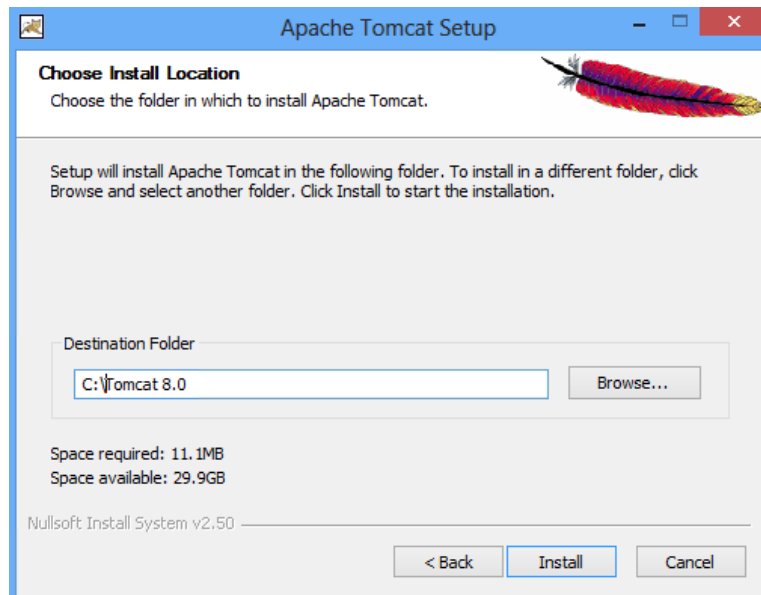 Apache Tomcat Setup
Choose Install Location
Choose the folder in which to install Apache Tomcat.
Setup will install Apache Tomcat in the following folder. To install in a different folder, click
Browse and select another folder. Click Install to start the installation.
Destination Folder
C:\Tomcat 8.0
Browse...
Space required: 11.1MB
Space available: 29.9GB
Nullsoft Install System v2.50
< Back
Install
Cancel